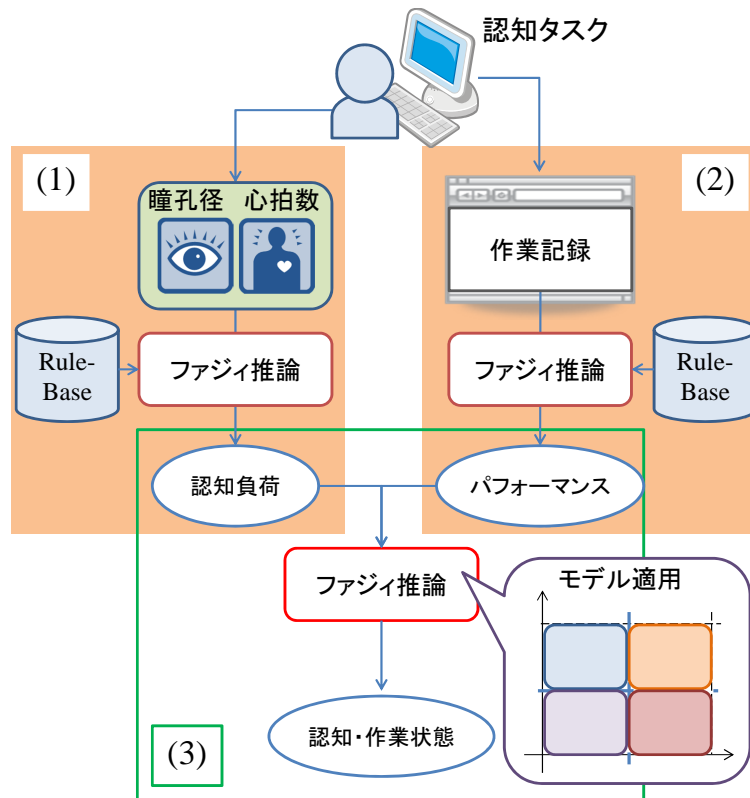 認知タスク
(1)
(2)
瞳孔径 心拍数
作業記録
Rule-
Base
ファジィ推論
ファジィ推論
Rule-
Base
認知負荷
パフォーマンス
ファジィ推論
モデル適用
認知・作業状態
(3)